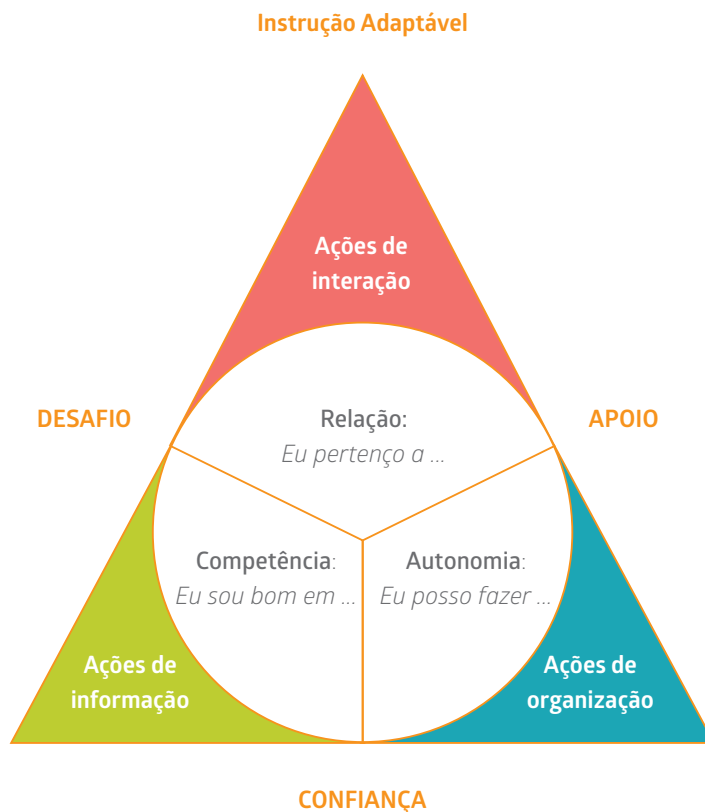 Instrução Adaptável
Ações de
interação
DESAFIO
APOIO
Relação:
Eu pertenço a ...
Competência:
Eu sou bom em ...
Autonomia:
Eu posso fazer ...
Ações de
informação
Ações de
organização
CONFIANÇA